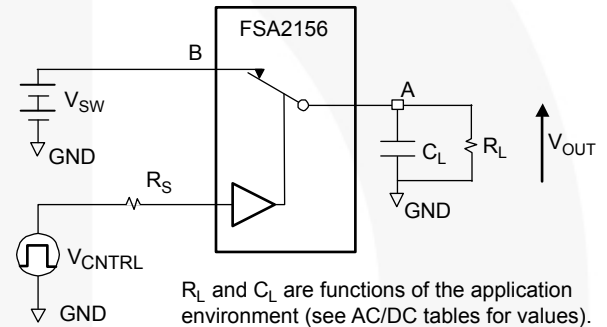 FSA2156
B
A
V_SW
GND
C_L
R_L
V_OUT
GND
R_S
V_CNTRL
GND
R_L and C_L are functions of the application
environment (see AC/DC tables for values).